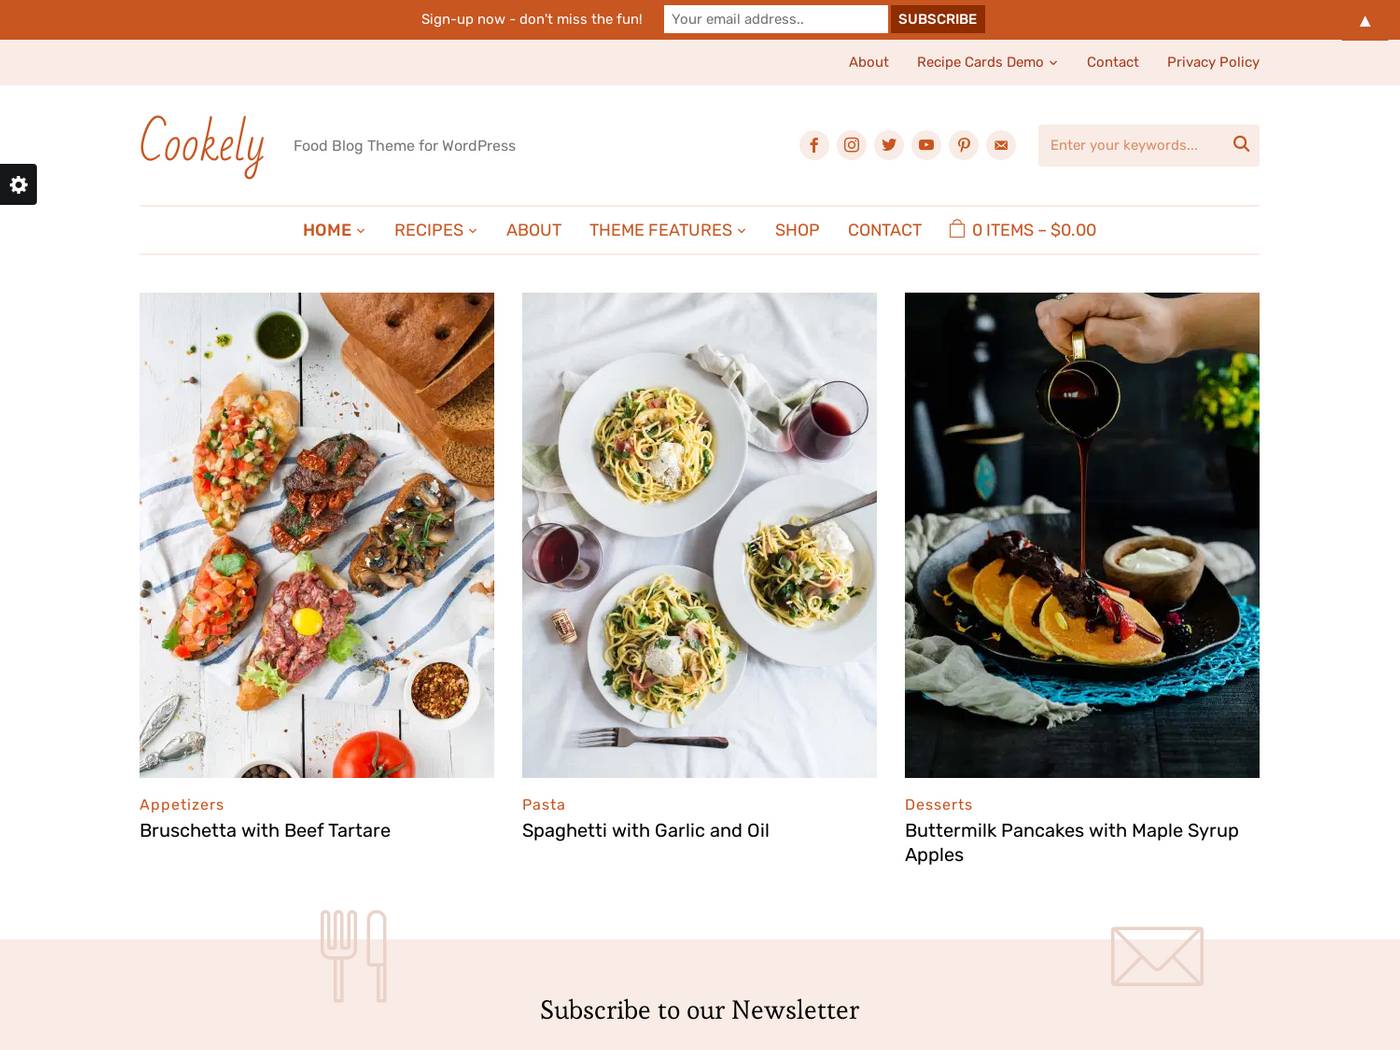 Sign-up now - don't miss the fun!
Your email address..
SUBSCRIBE
▲
About
Recipe Cards Demo
Contact
Privacy Policy
Cookely
Food Blog Theme for WordPress
Enter your keywords...
HOME
RECIPES
ABOUT
THEME FEATURES
SHOP
CONTACT
0 ITEMS – $0.00
Appetizers
Bruschetta with Beef Tartare
Pasta
Spaghetti with Garlic and Oil
Desserts
Buttermilk Pancakes with Maple Syrup
Apples
Subscribe to our Newsletter